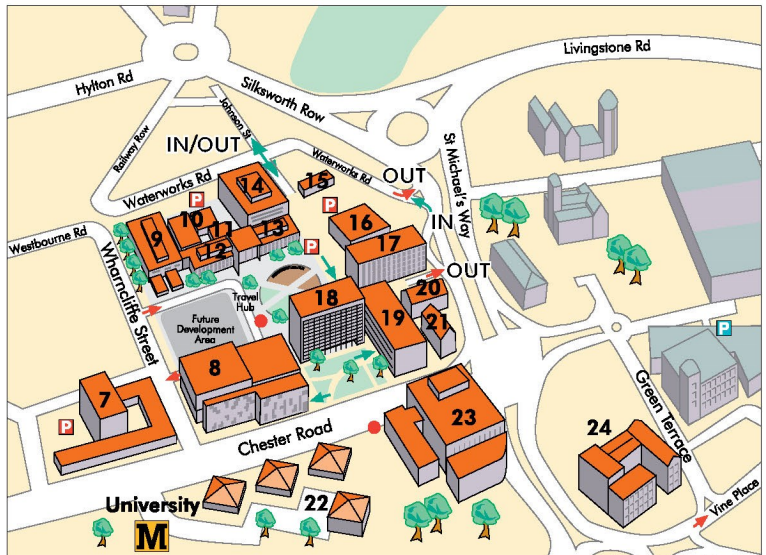 Livingstone Rd
Hylton Rd
Silksworth Row
Johnson St
Railway Row
IN/OUT
St Michael's Way
Waterworks Rd
Waterworks Rd
OUT
IN
14
15
P
P
10
16
9
11
13
17
12
P
Westbourne Rd
Wharncliffe Street
OUT
18
20
Travel
Hub
19
21
Future
Development
Area
P
8
7
P
Green Terrace
23
24
Chester Road
22
University
M
Vine Place